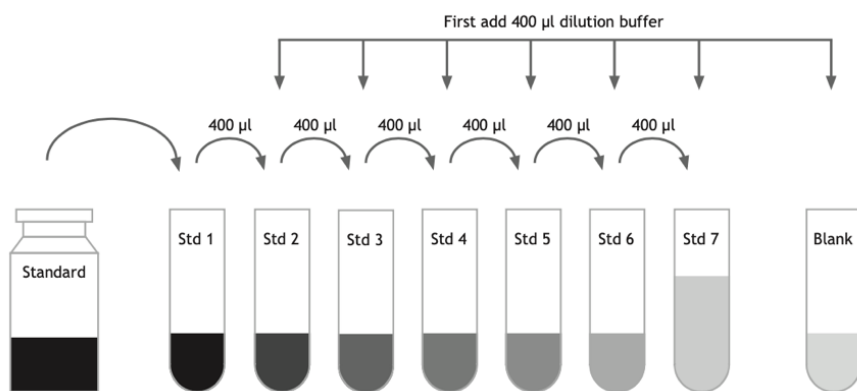 First add 400 µl dilution buffer
400 µl 400 µl 400 µl 400 µl 400 µl 400 µl
Std 1 Std 2 Std 3 Std 4 Std 5 Std 6 Std 7 Blank
Standard